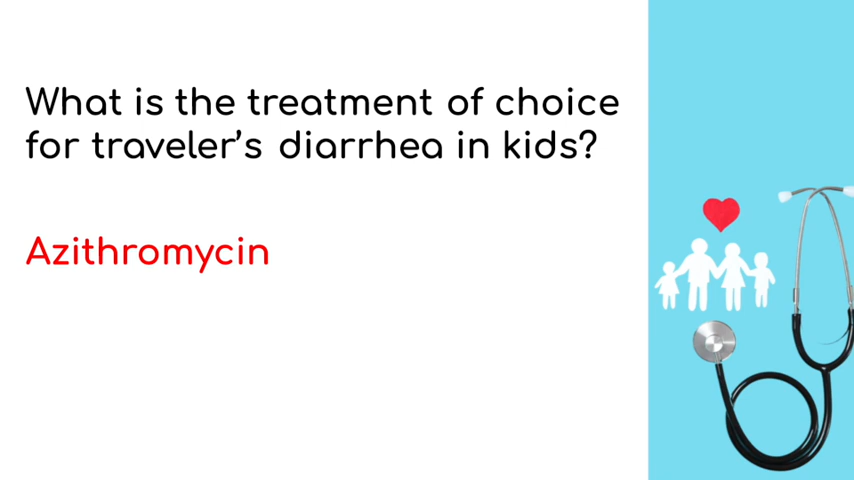 What is the treatment of choice
for traveler’s diarrhea in kids?
Azithromycin